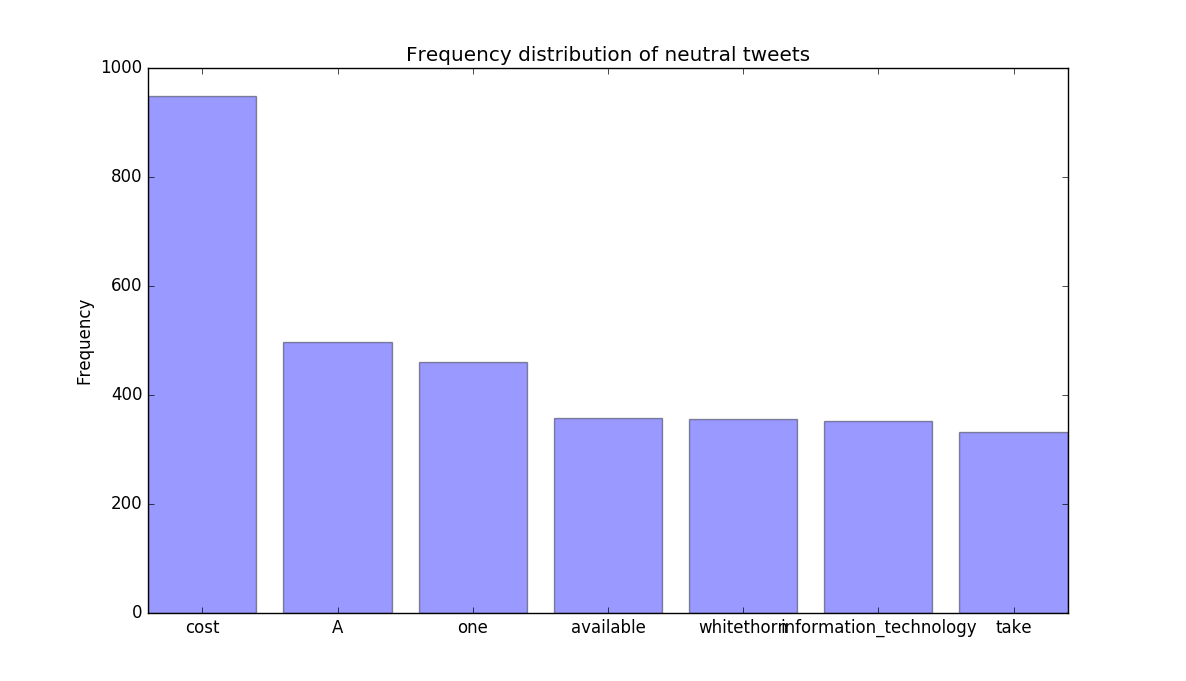 Frequency distribution of neutral tweets
1000
800
600
400
200
0
Frequency
cost A one available whitethorn information_technology take